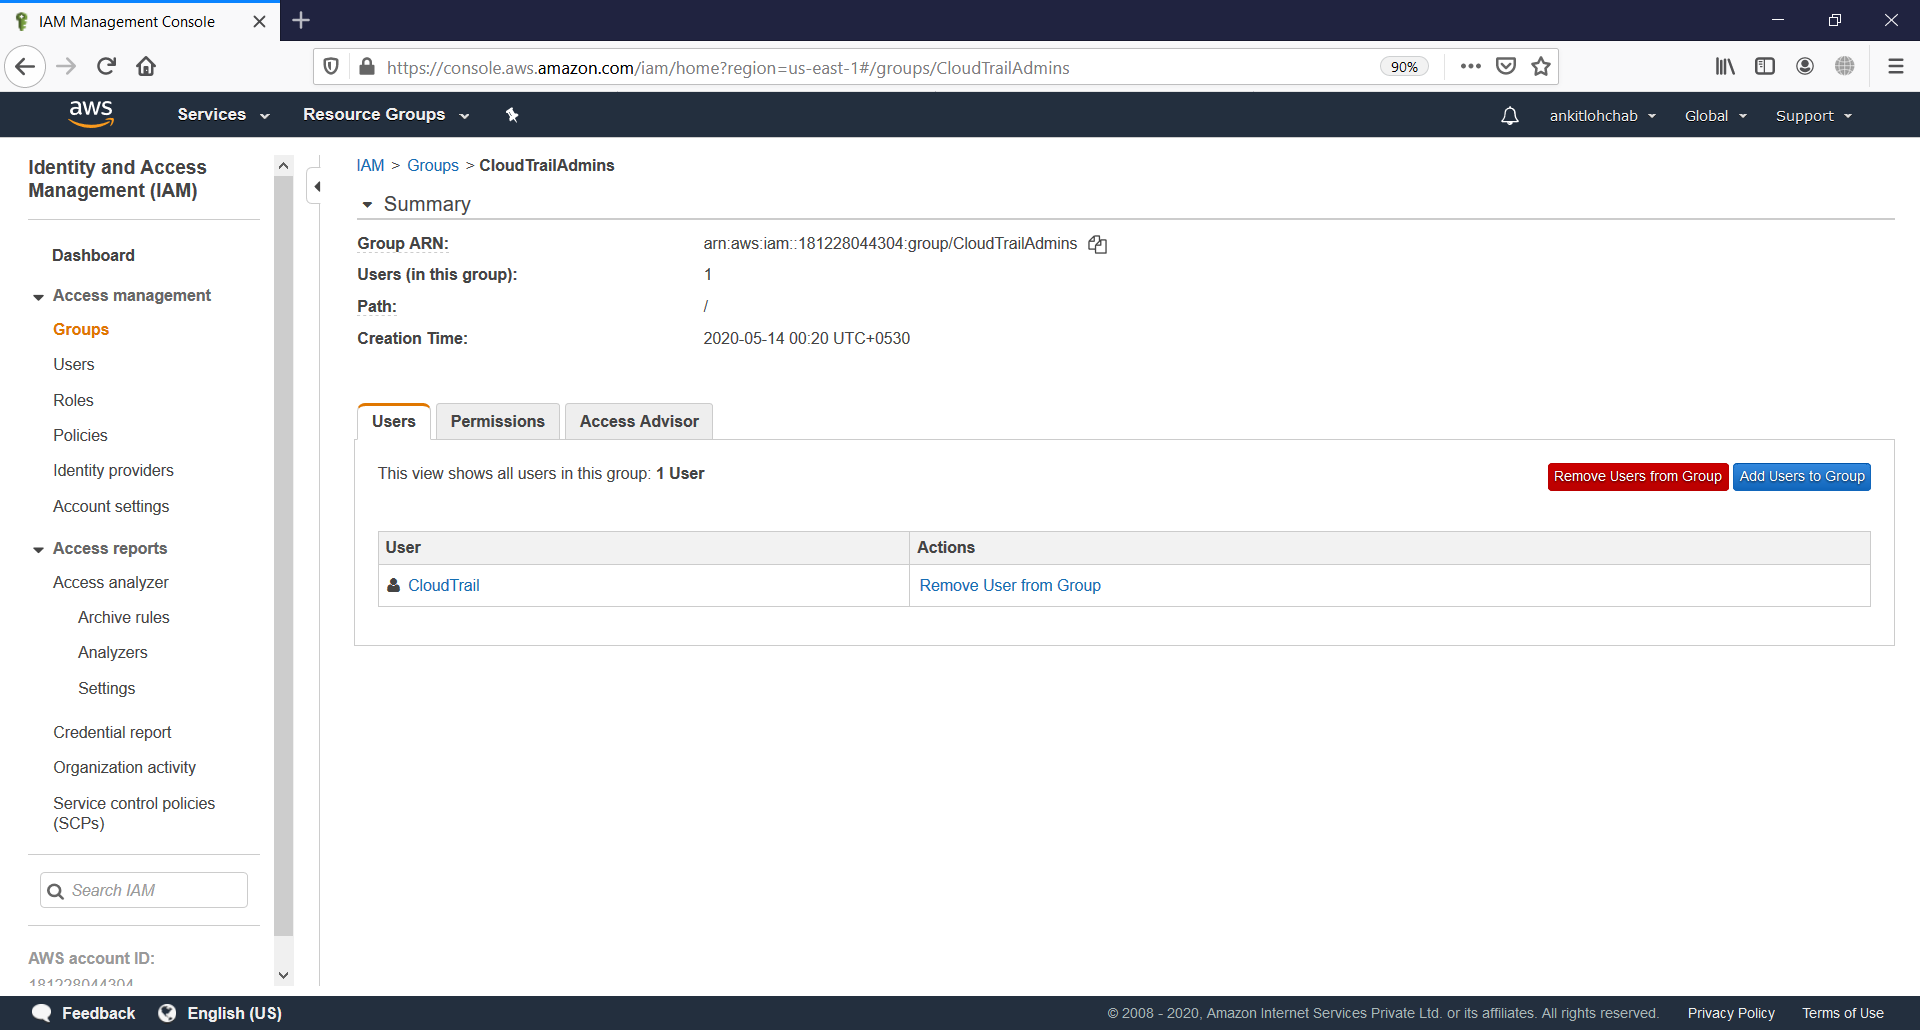 IAM Management Console
https://console.aws.amazon.com/iam/home?region=us-east-1#/groups/CloudTrailAdmins
90%
aws
Services
Resource Groups
ankitlohchab
Global
Support
Identity and Access
Management (IAM)
Dashboard
Access management
Groups
Users
Roles
Policies
Identity providers
Account settings
Access reports
Access analyzer
Archive rules
Analyzers
Settings
Credential report
Organization activity
Service control policies
(SCPs)
Search IAM
AWS account ID:
181228044304
IAM > Groups > CloudTrailAdmins
Summary
Group ARN: arn:aws:iam::181228044304:group/CloudTrailAdmins
Users (in this group): 1
Path: /
Creation Time: 2020-05-14 00:20 UTC+0530
Users Permissions Access Advisor
This view shows all users in this group: 1 User
Remove Users from Group Add Users to Group
User Actions
CloudTrail Remove User from Group
Feedback English (US)
© 2008 - 2020, Amazon Internet Services Private Ltd. or its affiliates. All rights reserved. Privacy Policy Terms of Use